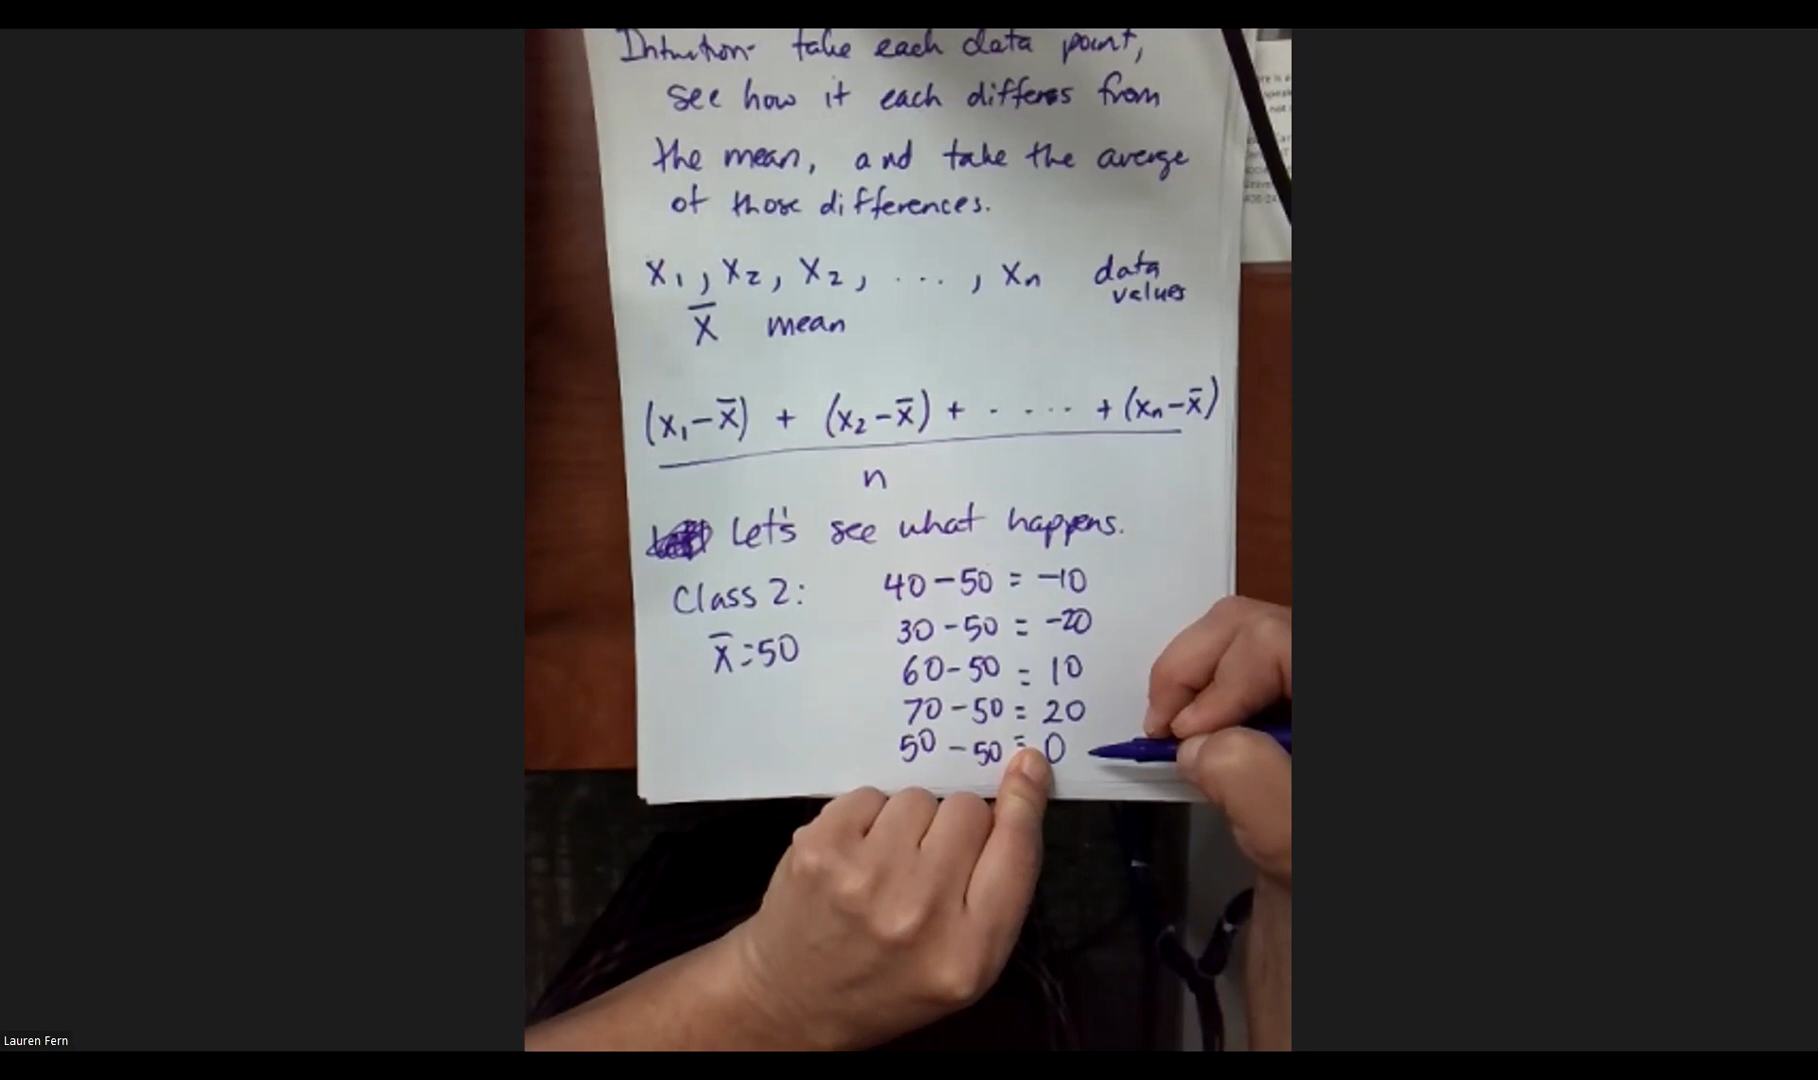 Intuition- take each data point,
see how it each differs from
the mean, and take the average
of those differences.
x₁, x₂, x₂, ..., xₙ data values
x̄ mean
(x₁-x̄) + (x₂-x̄) + ..... + (xₙ-x̄)
n
Let's see what happens.
Class 2: 40-50 = -10
30-50 = -20
x̄=50
60-50 = 10
70-50 = 20
50-50 = 0
Lauren Fern